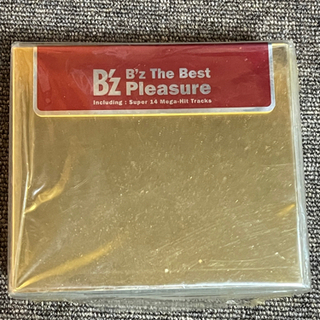 B'z
B'z The Best
Pleasure
Including : Super 14 Mega-Hit Tracks